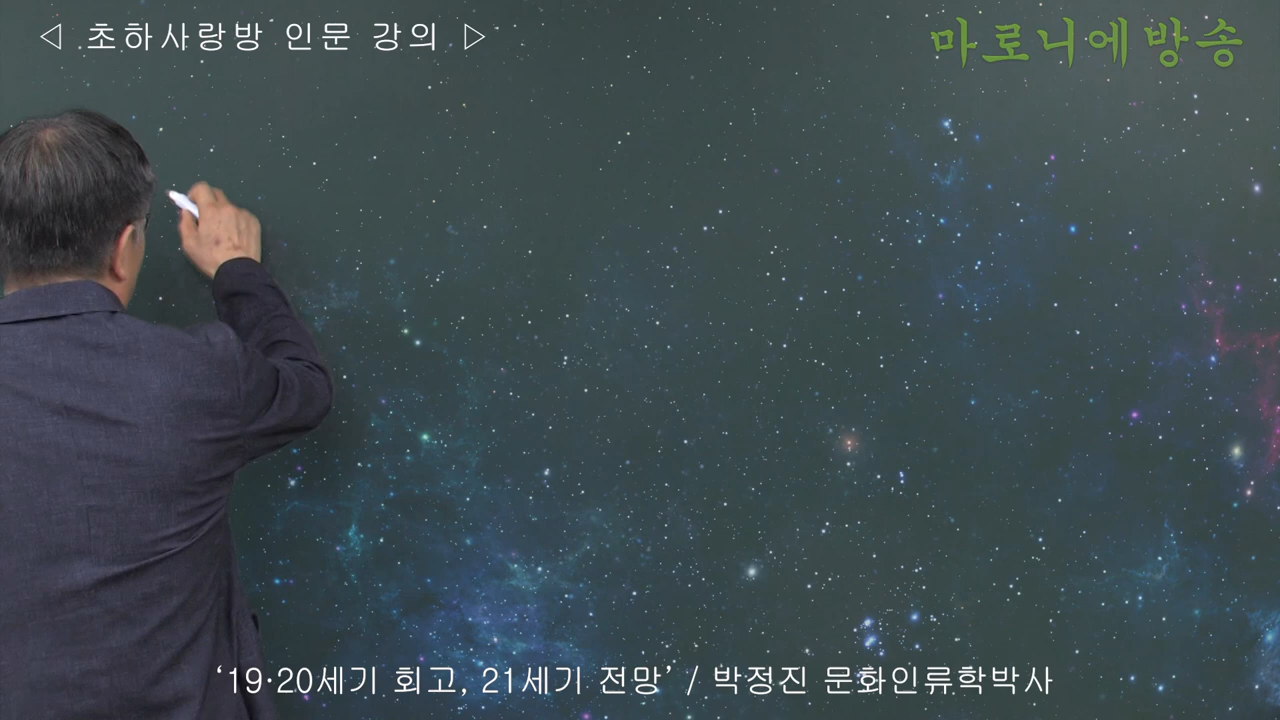 ◁ 초하사랑방 인문 강의 ▷
마로니에방송
‘19·20세기 회고, 21세기 전망’ / 박정진 문화인류학박사